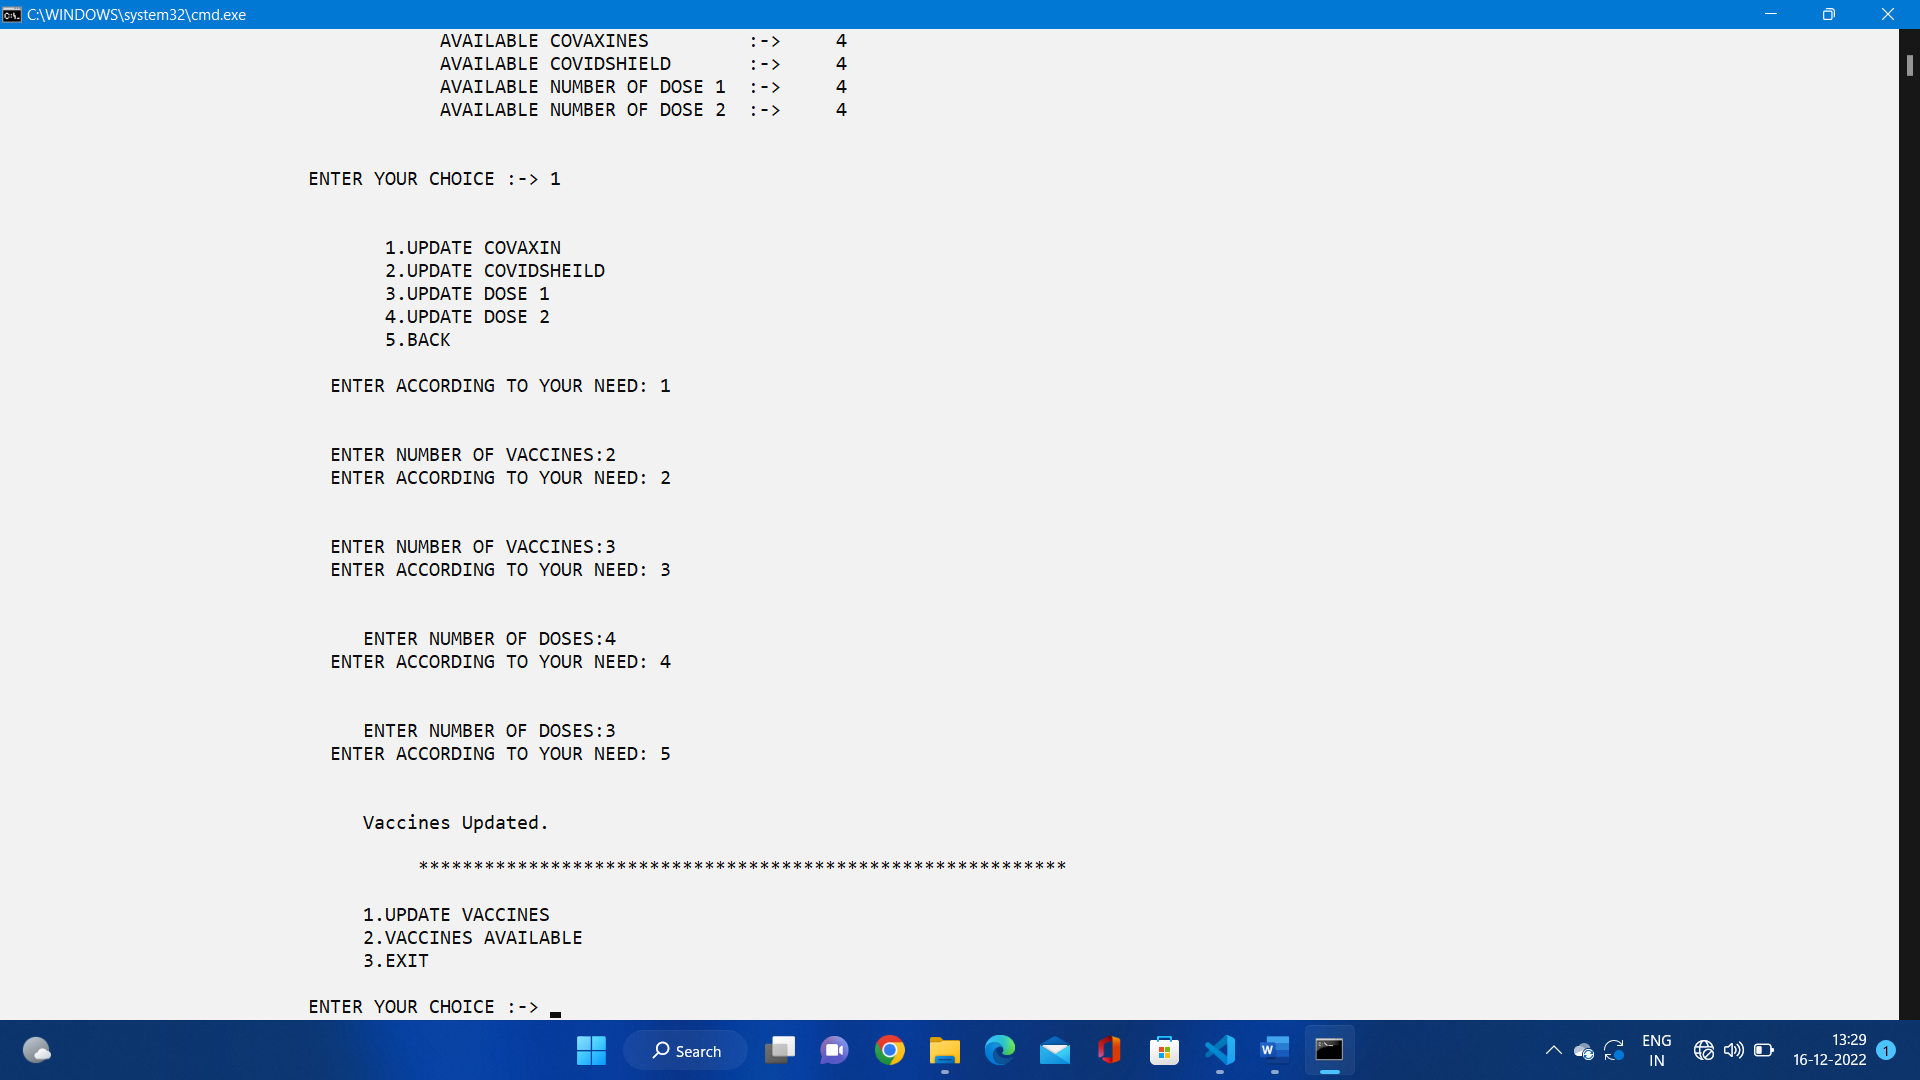 C:\WINDOWS\system32\cmd.exe
AVAILABLE COVAXINES :-> 4
AVAILABLE COVIDSHIELD :-> 4
AVAILABLE NUMBER OF DOSE 1 :-> 4
AVAILABLE NUMBER OF DOSE 2 :-> 4
ENTER YOUR CHOICE :-> 1
1.UPDATE COVAXIN
2.UPDATE COVIDSHEILD
3.UPDATE DOSE 1
4.UPDATE DOSE 2
5.BACK
ENTER ACCORDING TO YOUR NEED: 1
ENTER NUMBER OF VACCINES:2
ENTER ACCORDING TO YOUR NEED: 2
ENTER NUMBER OF VACCINES:3
ENTER ACCORDING TO YOUR NEED: 3
ENTER NUMBER OF DOSES:4
ENTER ACCORDING TO YOUR NEED: 4
ENTER NUMBER OF DOSES:3
ENTER ACCORDING TO YOUR NEED: 5
Vaccines Updated.
***********************************************************
1.UPDATE VACCINES
2.VACCINES AVAILABLE
3.EXIT
ENTER YOUR CHOICE :->
Search
ENG
IN
13:29
16-12-2022
1